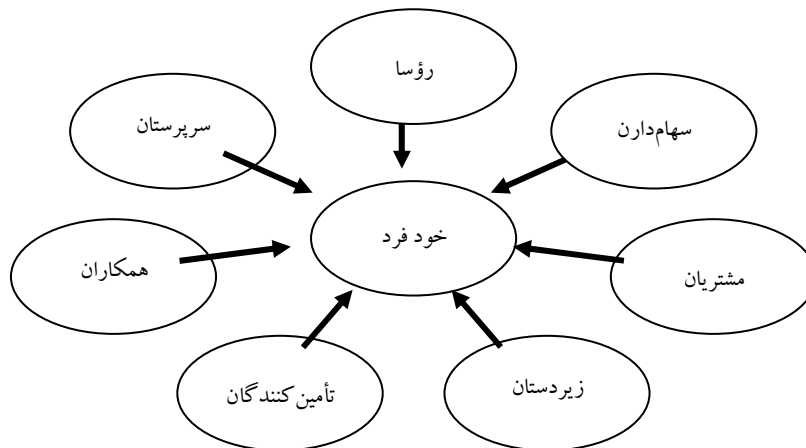 رؤسا
سرپرستان
سهام‌دارن
خود فرد
همکاران
مشتریان
تأمین‌کنندگان
زیردستان